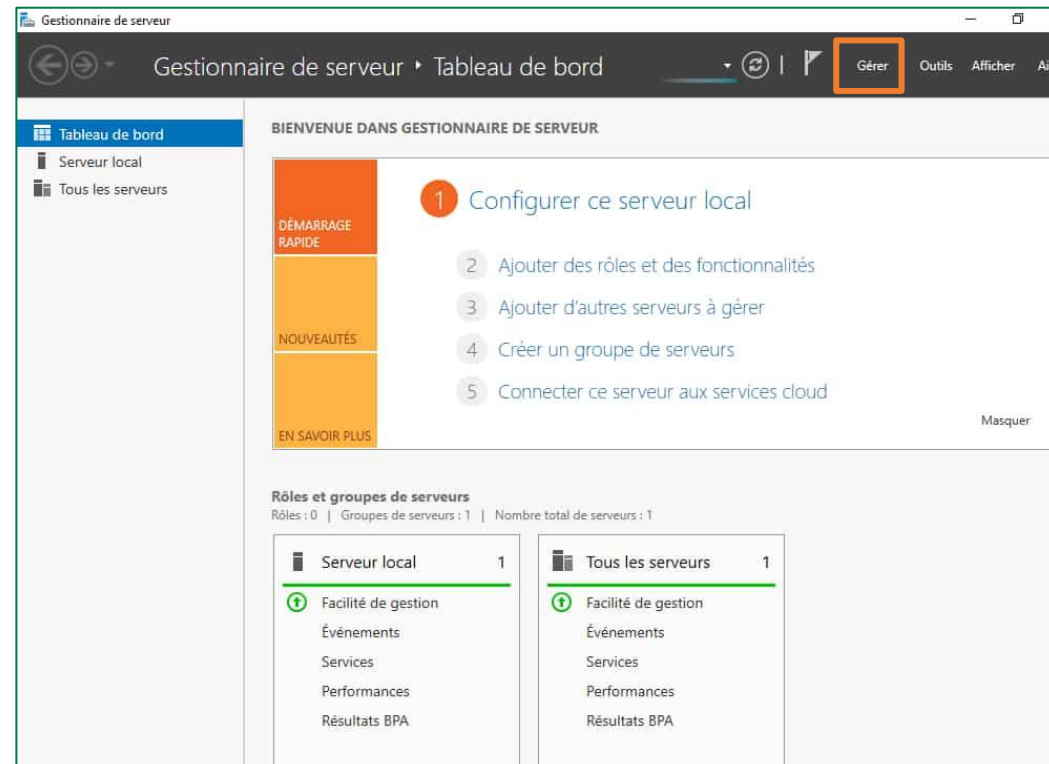 Gestionnaire de serveur
Gestionnaire de serveur ‣ Tableau de bord
Gérer Outils Afficher Ai
Tableau de bord
Serveur local
Tous les serveurs
BIENVENUE DANS GESTIONNAIRE DE SERVEUR
DÉMARRAGE
RAPIDE
NOUVEAUTÉS
EN SAVOIR PLUS
1 Configurer ce serveur local
2 Ajouter des rôles et des fonctionnalités
3 Ajouter d'autres serveurs à gérer
4 Créer un groupe de serveurs
5 Connecter ce serveur aux services cloud
Masquer
Rôles et groupes de serveurs
Rôles : 0 | Groupes de serveurs : 1 | Nombre total de serveurs : 1
Serveur local 1
Facilité de gestion
Événements
Services
Performances
Résultats BPA
Tous les serveurs 1
Facilité de gestion
Événements
Services
Performances
Résultats BPA